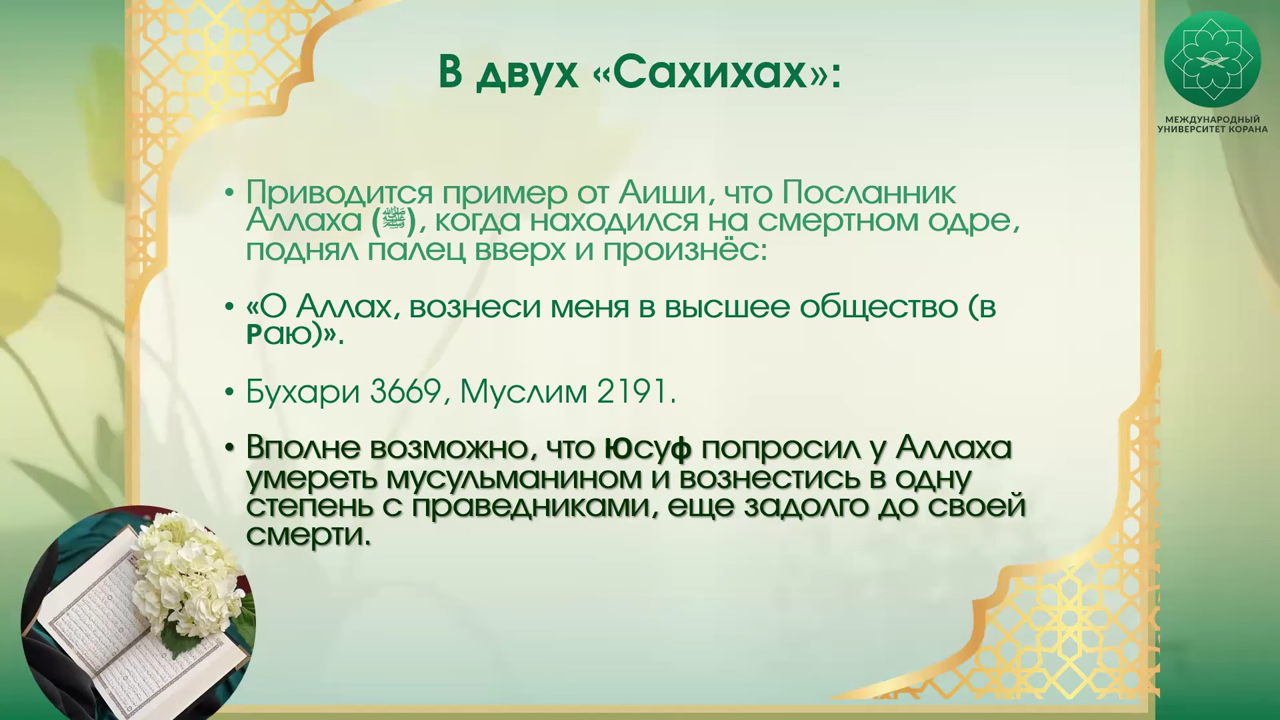 В двух «Сахихах»:
МЕЖДУНАРОДНЫЙ
УНИВЕРСИТЕТ КОРАНА
• Приводится пример от Аиши, что Посланник
Аллаха (ﷺ), когда находился на смертном одре,
поднял палец вверх и произнёс:
• «О Аллах, вознеси меня в высшее общество (в
Раю)».
• Бухари 3669, Муслим 2191.
• Вполне возможно, что Юсуф попросил у Аллаха
умереть мусульманином и вознестись в одну
степень с праведниками, еще задолго до своей
смерти.